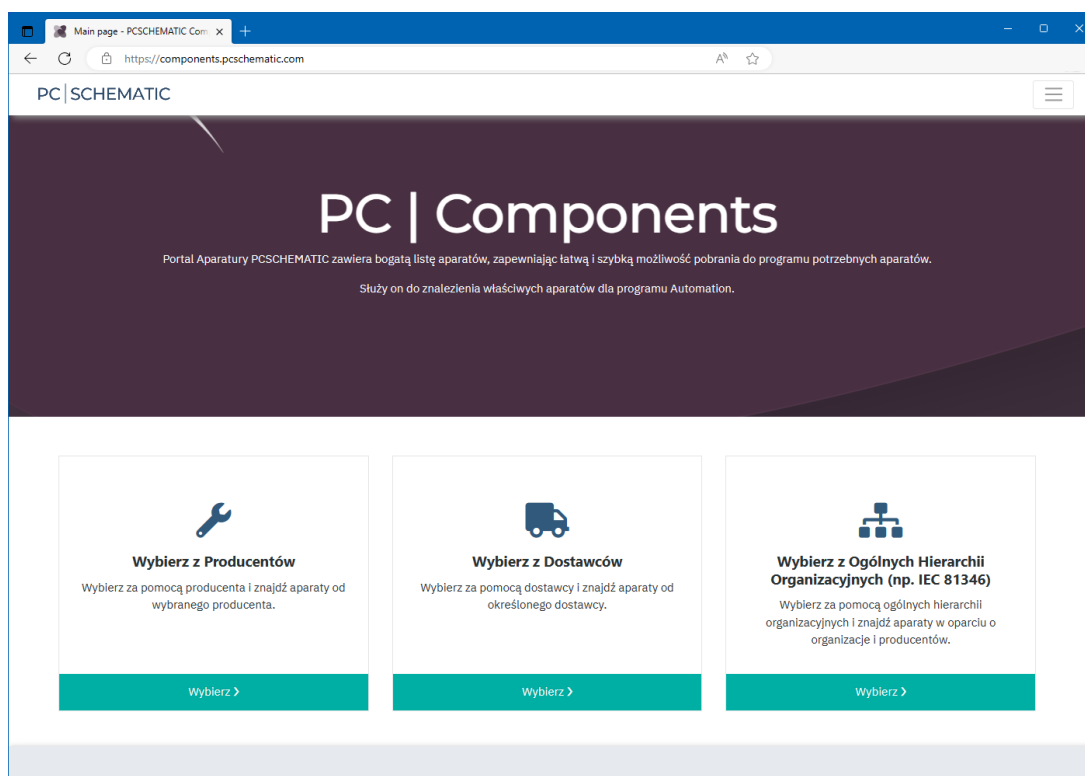 Main page - PCSCHEMATIC Com
https://components.pcschematic.com
PC|SCHEMATIC
PC | Components
Portal Aparatury PCSCHEMATIC zawiera bogatą listę aparatów, zapewniając łatwą i szybką możliwość pobrania do programu potrzebnych aparatów.
Służy on do znalezienia właściwych aparatów dla programu Automation.
Wybierz z Producentów
Wybierz za pomocą producenta i znajdź aparaty od
wybranego producenta.
Wybierz
Wybierz z Dostawców
Wybierz za pomocą dostawcy i znajdź aparaty od
określonego dostawcy.
Wybierz
Wybierz z Ogólnych Hierarchii
Organizacyjnych (np. IEC 81346)
Wybierz za pomocą ogólnych hierarchii
organizacyjnych i znajdź aparaty w oparciu o
organizacje i producentów.
Wybierz